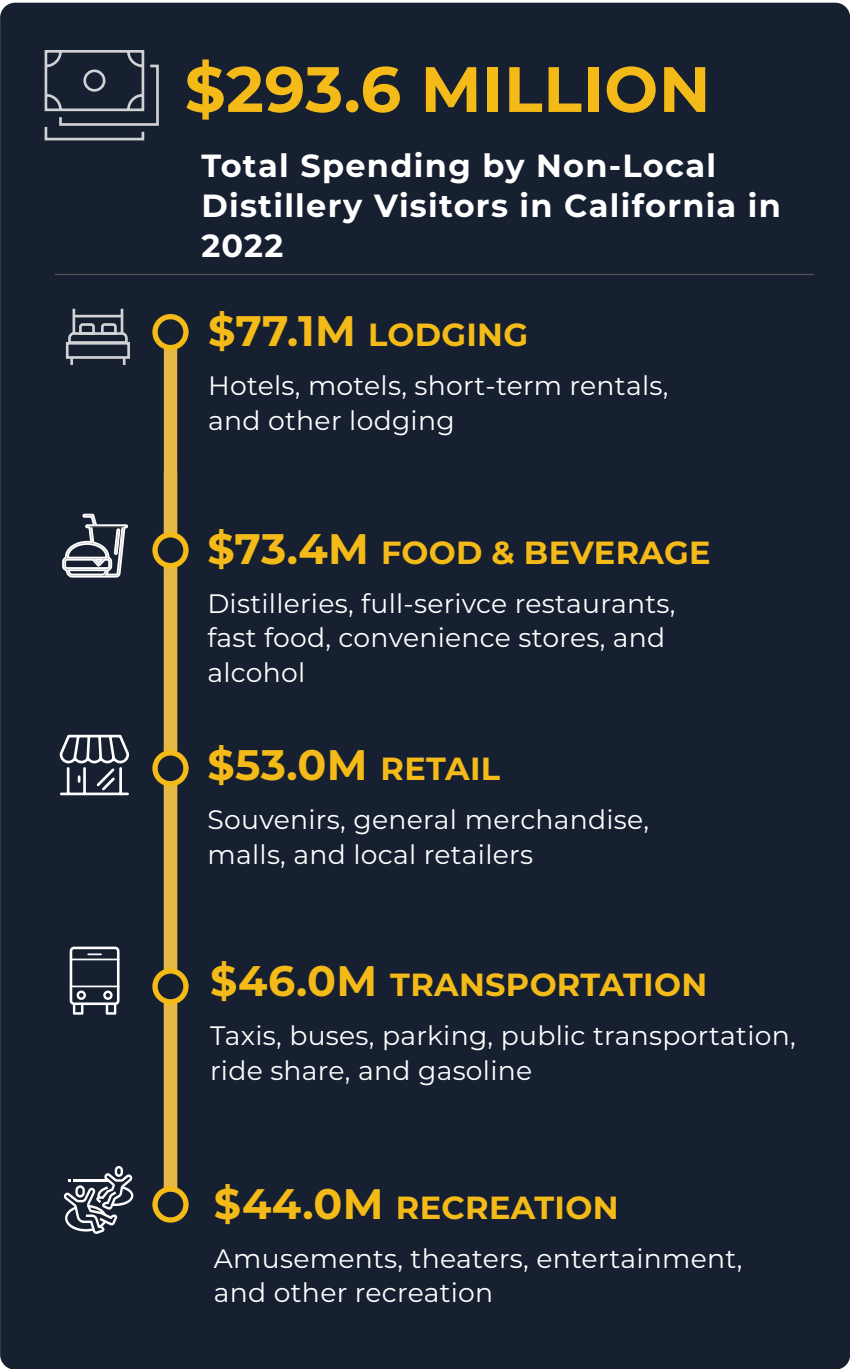 $293.6 MILLION
Total Spending by Non-Local
Distillery Visitors in California in
2022
$77.1M LODGING
Hotels, motels, short-term rentals,
and other lodging
$73.4M FOOD & BEVERAGE
Distilleries, full-serivce restaurants,
fast food, convenience stores, and
alcohol
$53.0M RETAIL
Souvenirs, general merchandise,
malls, and local retailers
$46.0M TRANSPORTATION
Taxis, buses, parking, public transportation,
ride share, and gasoline
$44.0M RECREATION
Amusements, theaters, entertainment,
and other recreation